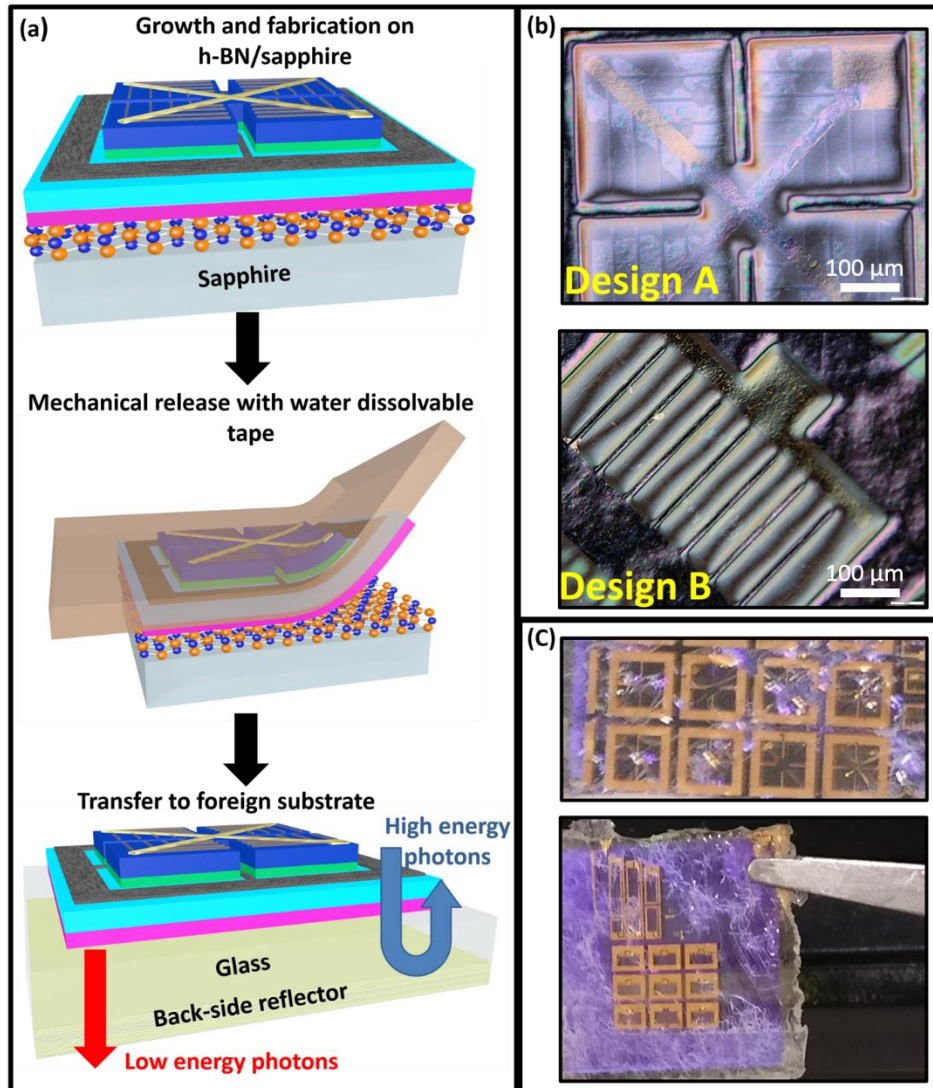 (a)
Growth and fabrication on
h-BN/sapphire
Sapphire
Mechanical release with water dissolvable
tape
Transfer to foreign substrate
High energy
photons
Glass
Back-side reflector
Low energy photons
(b)
Design A
100 µm
Design B
100 µm
(C)